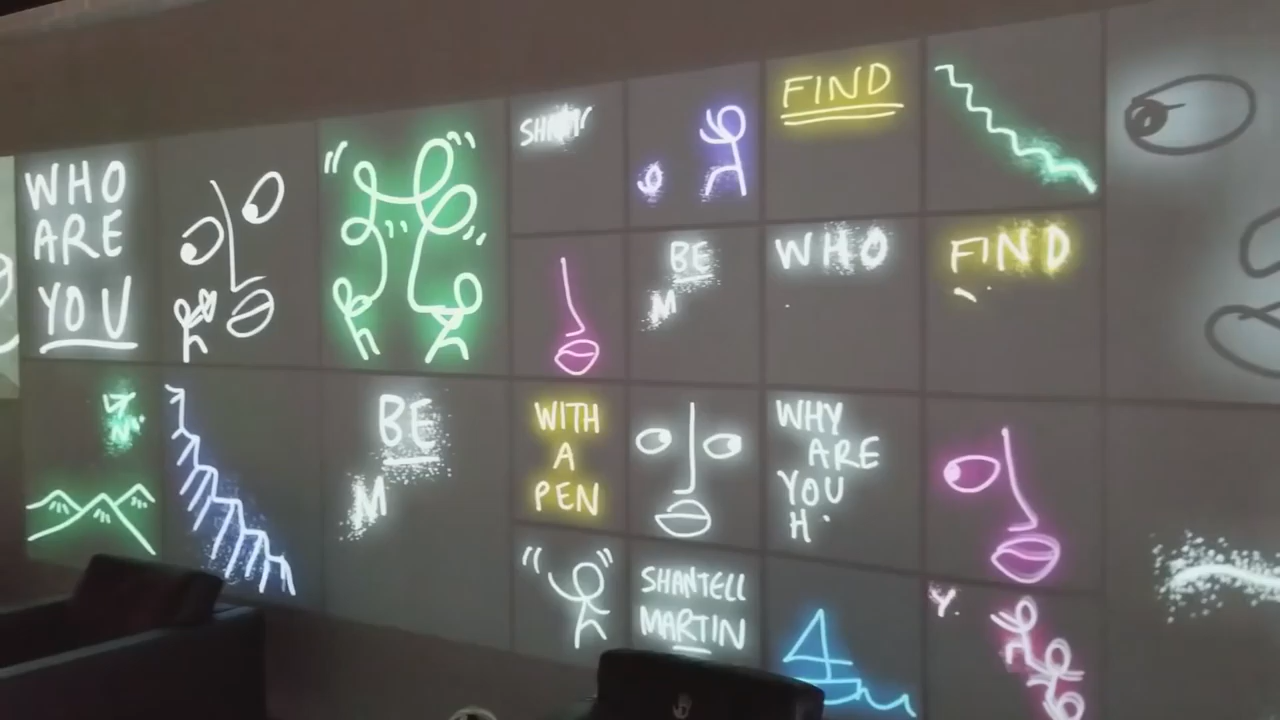 WHO
ARE
YOU
BE
M
FIND
BE
M
WHO
FIND
WITH
A
PEN
WHY
ARE
YOU
H
SHANTELL
MARTIN
Y